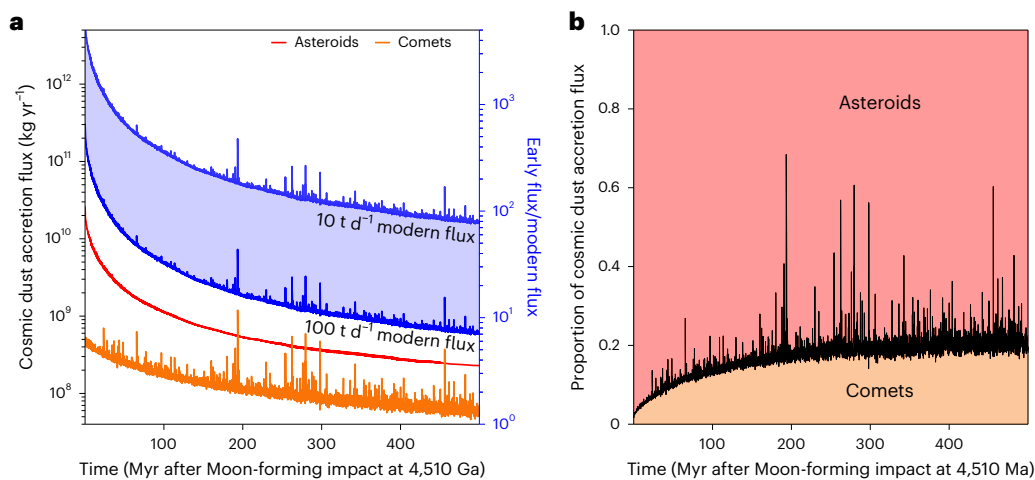 a
Asteroids
Comets
Cosmic dust accretion flux (kg yr⁻¹)
10¹²
10¹¹
10¹⁰
10⁹
10⁸
10³
10²
10¹
10⁰
Early flux/modern flux
10 t d⁻¹ modern flux
100 t d⁻¹ modern flux
100
200
300
400
Time (Myr after Moon-forming impact at 4,510 Ga)
b
Proportion of cosmic dust accretion flux
1.0
0.8
0.6
0.4
0.2
0
Asteroids
Comets
100
200
300
400
Time (Myr after Moon-forming impact at 4,510 Ma)